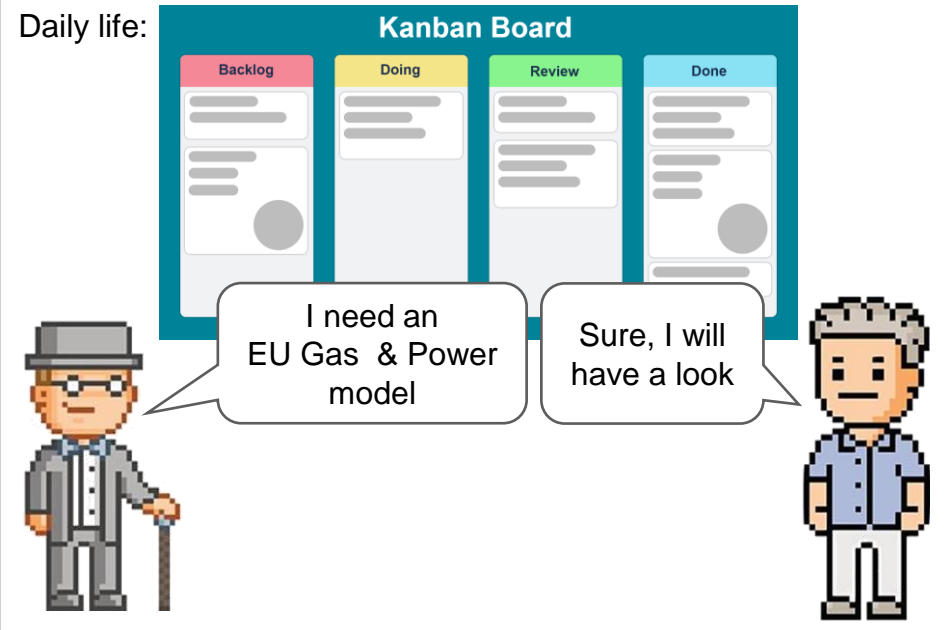 Daily life:
Kanban Board
Backlog
Doing
Review
Done
I need an
EU Gas & Power
model
Sure, I will
have a look